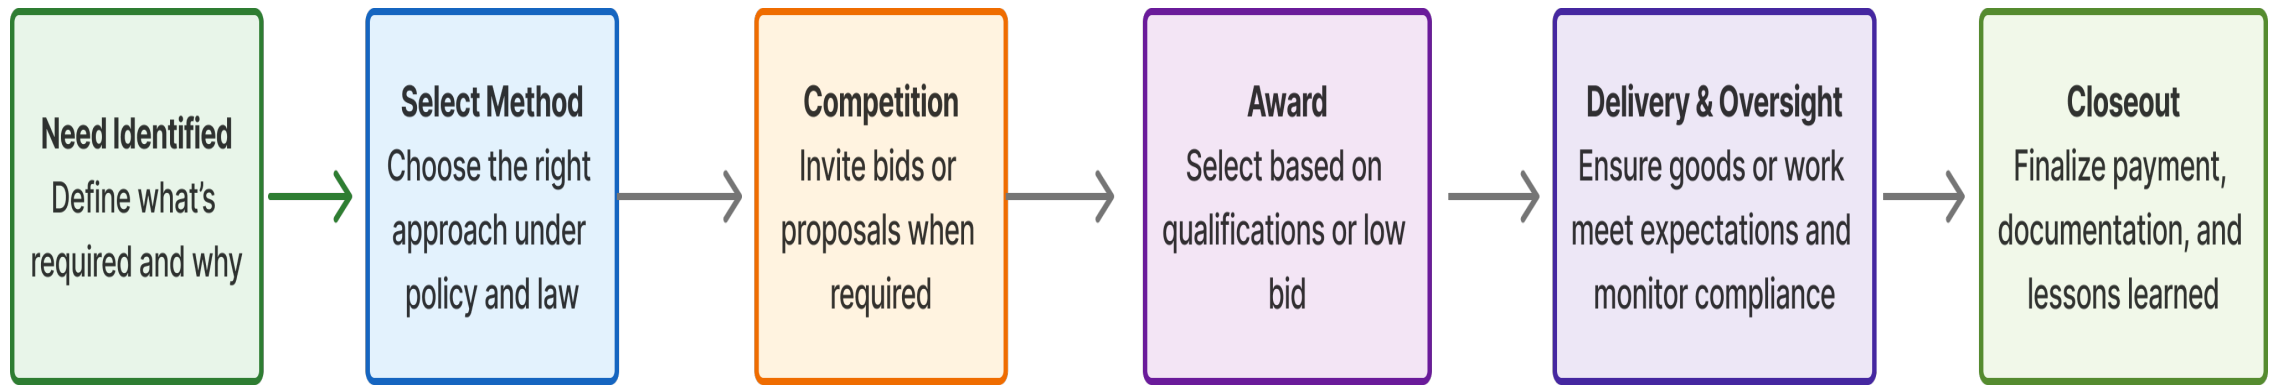 Need Identified
Define what’s
required and why
Select Method
Choose the right
approach under
policy and law
Competition
Invite bids or
proposals when
required
Award
Select based on
qualifications or low
bid
Delivery & Oversight
Ensure goods or work
meet expectations and
monitor compliance
Closeout
Finalize payment,
documentation, and
lessons learned